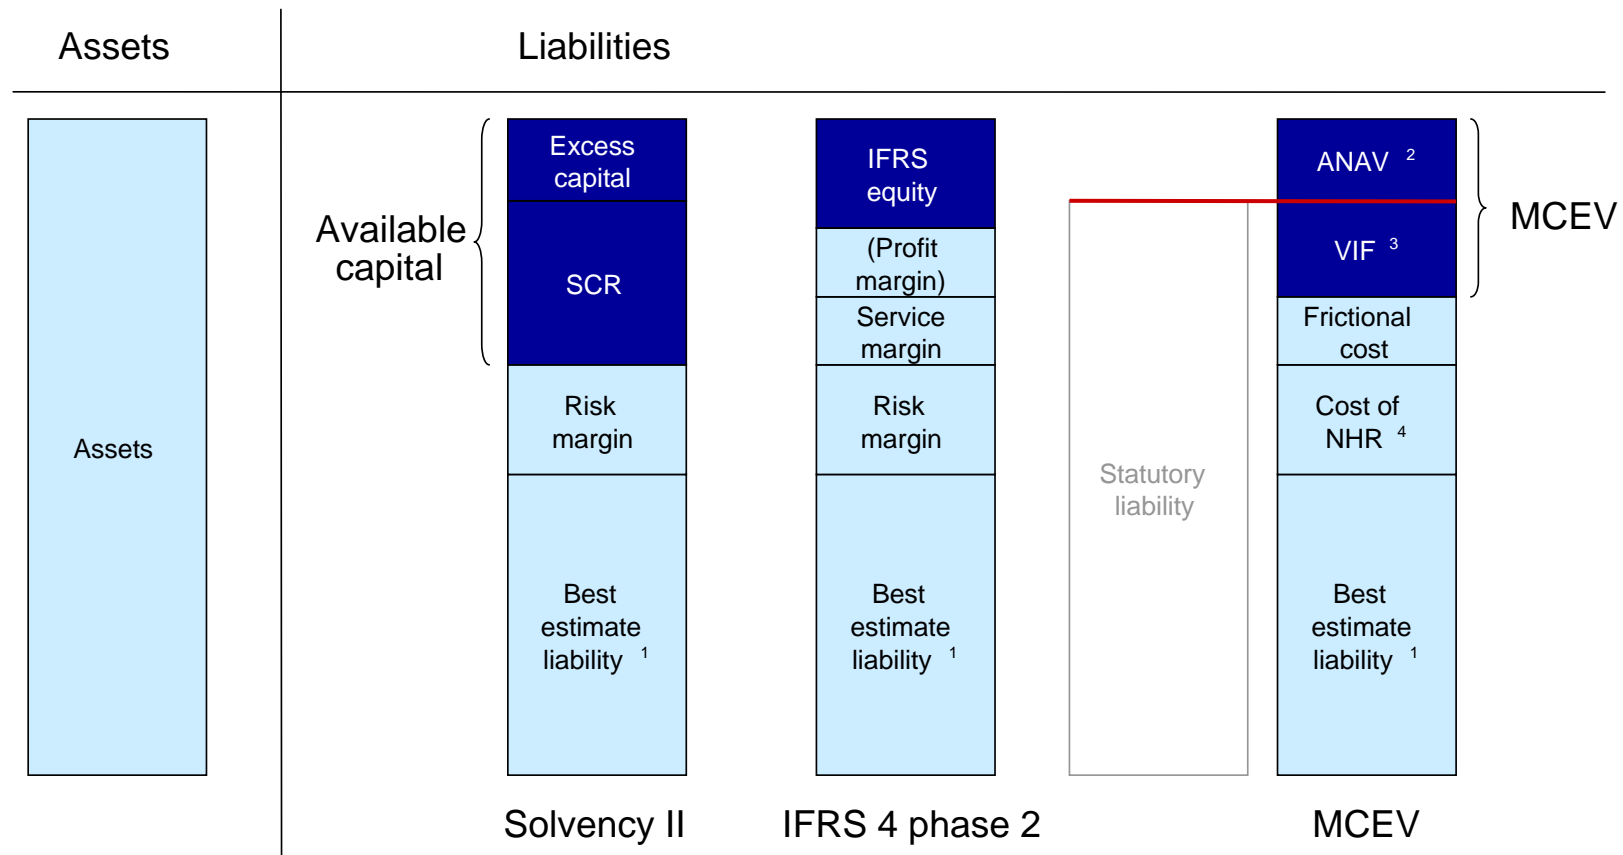 Assets
Liabilities
Assets
Available
capital
Excess
capital
SCR
Risk
margin
Best
estimate
liability 1
Solvency II
IFRS
equity
(Profit
margin)
Service
margin
Risk
margin
Best
estimate
liability 1
IFRS 4 phase 2
Statutory
liability
ANAV 2
VIF 3
Frictional
cost
Cost of
NHR 4
Best
estimate
liability 1
MCEV
MCEV